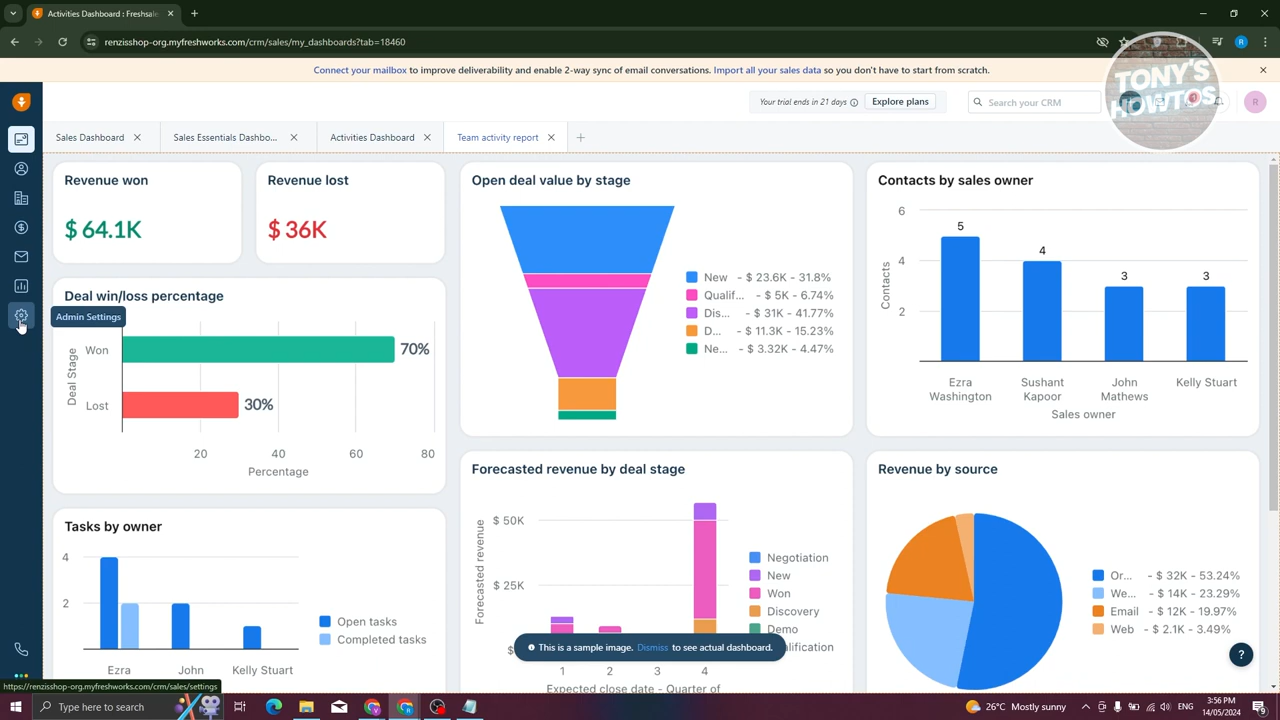 Activities Dashboard : Freshsale
renzisshop-org.myfreshworks.com/crm/sales/my_dashboards?tab=18460
R
Connect your mailbox to improve deliverability and enable 2-way sync of email conversations. Import all your sales data so you don't have to start from scratch.
TONY'S
HOWTOS
Your trial ends in 21 days
Explore plans
Search your CRM
R
Sales Dashboard
Sales Essentials Dashbo...
Activities Dashboard
Team activity report
Revenue won
$ 64.1K
Revenue lost
$ 36K
Deal win/loss percentage
Deal Stage
Won
70%
Lost
30%
20 40 60 80
Percentage
Admin Settings
Tasks by owner
4
2
Open tasks
Completed tasks
Ezra John Kelly Stuart
Open deal value by stage
New - $ 23.6K - 31.8%
Qualif... - $ 5K - 6.74%
Dis... - $ 31K - 41.77%
D... - $ 11.3K - 15.23%
Ne... - $ 3.32K - 4.47%
Forecasted revenue by deal stage
Forecasted revenue
$ 50K
$ 25K
Negotiation
New
Won
Discovery
Demo
1 2 3 4
Expected close date - Quarter of
This is a sample image. Dismiss to see actual dashboard.
Contacts by sales owner
Contacts
6
4
2
5
4
3
3
Ezra Washington
Sushant Kapoor
John Mathews
Kelly Stuart
Sales owner
Revenue by source
Or... - $ 32K - 53.24%
We... - $ 14K - 23.29%
Email - $ 12K - 19.97%
Web - $ 2.1K - 3.49%
?
https://renzisshop-org.myfreshworks.com/crm/sales/settings
Type here to search
26°C Mostly sunny
3:56 PM
14/05/2024